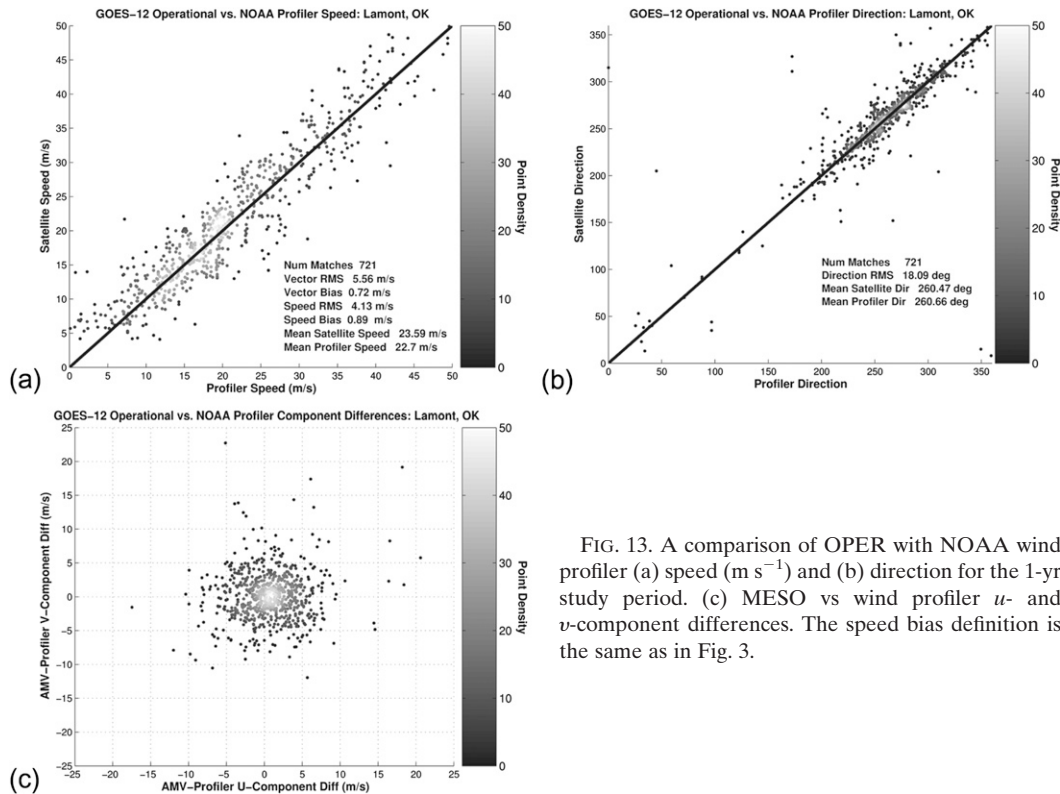 GOES-12 Operational vs. NOAA Profiler Speed: Lamont, OK
50
45
40
35
30
25
20
15
10
5
0
Satellite Speed (m/s)
0 5 10 15 20 25 30 35 40 45 50
Profiler Speed (m/s)
Num Matches 721
Vector RMS 5.56 m/s
Vector Bias 0.72 m/s
Speed RMS 4.13 m/s
Speed Bias 0.89 m/s
Mean Satellite Speed 23.59 m/s
Mean Profiler Speed 22.7 m/s
50
40
30
20
10
0
Point Density
(a)
GOES-12 Operational vs. NOAA Profiler Direction: Lamont, OK
350
300
250
200
150
100
50
0
Satellite Direction
0 50 100 150 200 250 300 350
Profiler Direction
Num Matches 721
Direction RMS 18.09 deg
Mean Satellite Dir 260.47 deg
Mean Profiler Dir 260.66 deg
50
40
30
20
10
0
Point Density
(b)
GOES-12 Operational vs. NOAA Profiler Component Differences: Lamont, OK
25
20
15
10
5
0
−5
−10
−15
−20
−25
AMV-Profiler V-Component Diff (m/s)
−25 −20 −15 −10 −5 0 5 10 15 20 25
AMV-Profiler U-Component Diff (m/s)
50
40
30
20
10
0
Point Density
(c)
FIG. 13. A comparison of OPER with NOAA wind
profiler (a) speed (m s⁻¹) and (b) direction for the 1-yr
study period. (c) MESO vs wind profiler u- and
v-component differences. The speed bias definition is
the same as in Fig. 3.